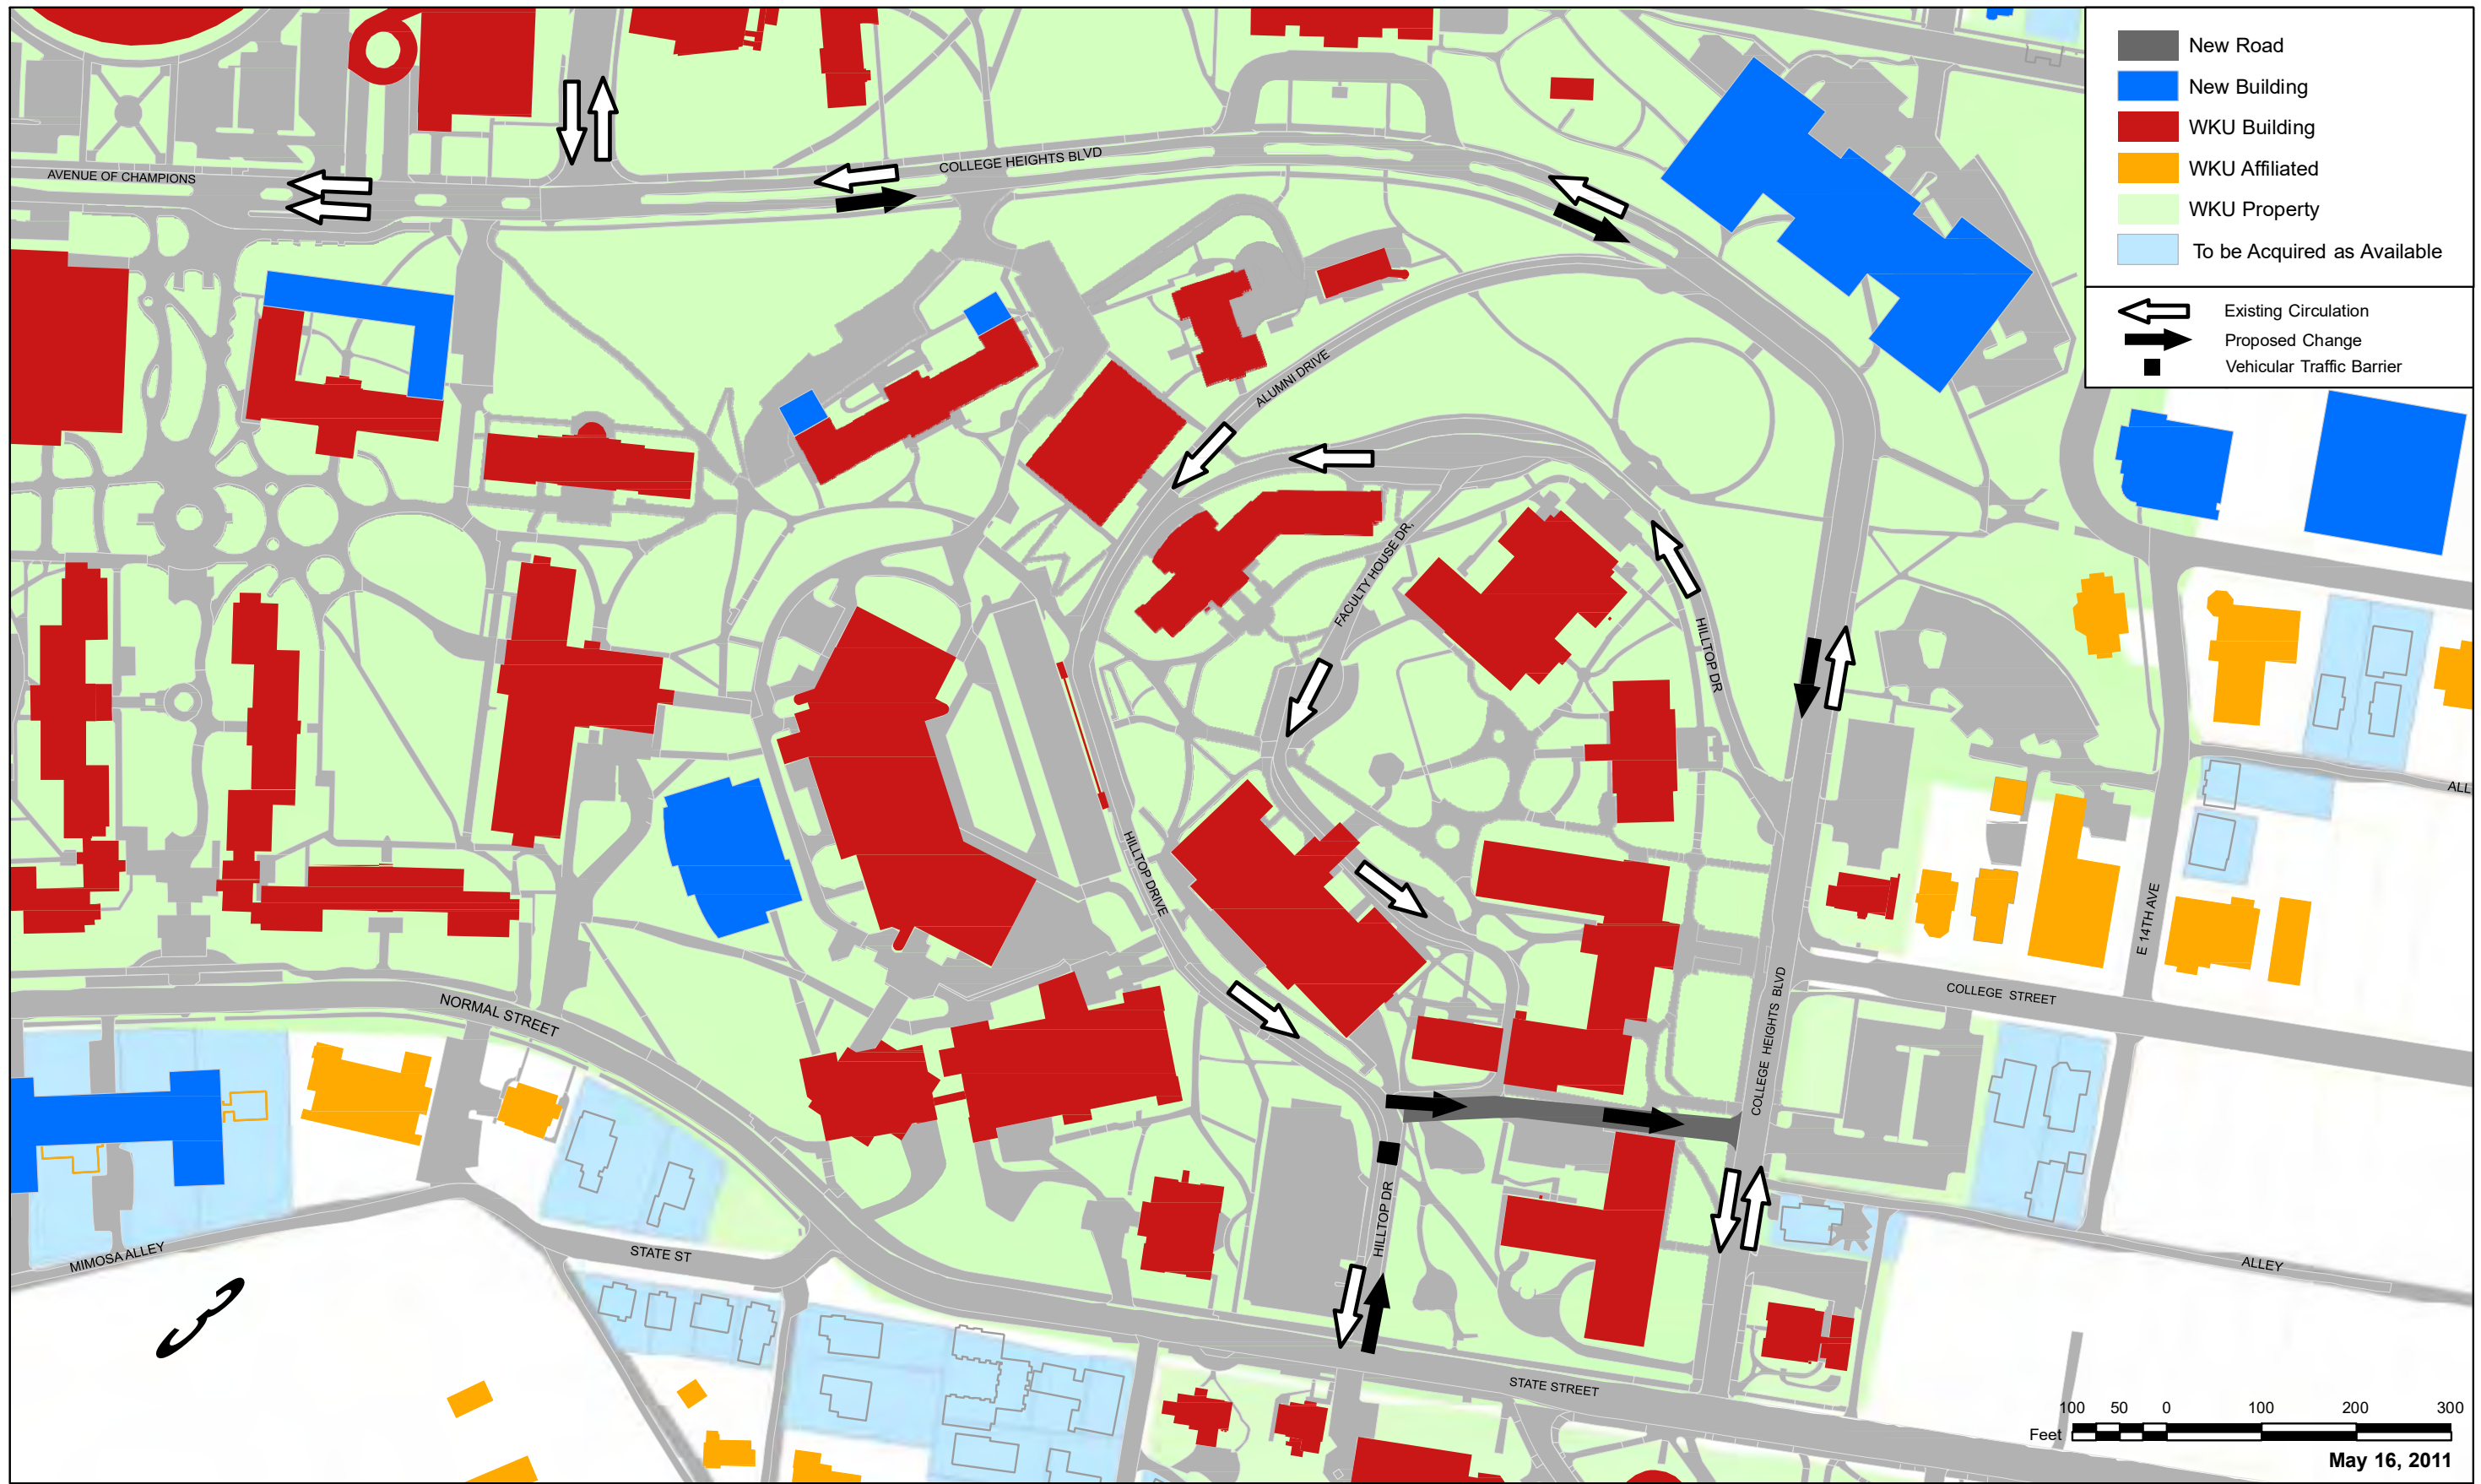 New Road
New Building
WKU Building
WKU Affiliated
WKU Property
To be Acquired as Available
Existing Circulation
Proposed Change
Vehicular Traffic Barrier
AVENUE OF CHAMPIONS
COLLEGE HEIGHTS BLVD
ALUMNI DRIVE
FACULTY HOUSE DR.
HILLTOP DR
HILLTOP DRIVE
ALL
E 14TH AVE
COLLEGE STREET
COLLEGE HEIGHTS BLVD
NORMAL STREET
HILLTOP DR
MIMOSA ALLEY
STATE ST
ALLEY
STATE STREET
100 50 0 100 200 300
Feet
May 16, 2011